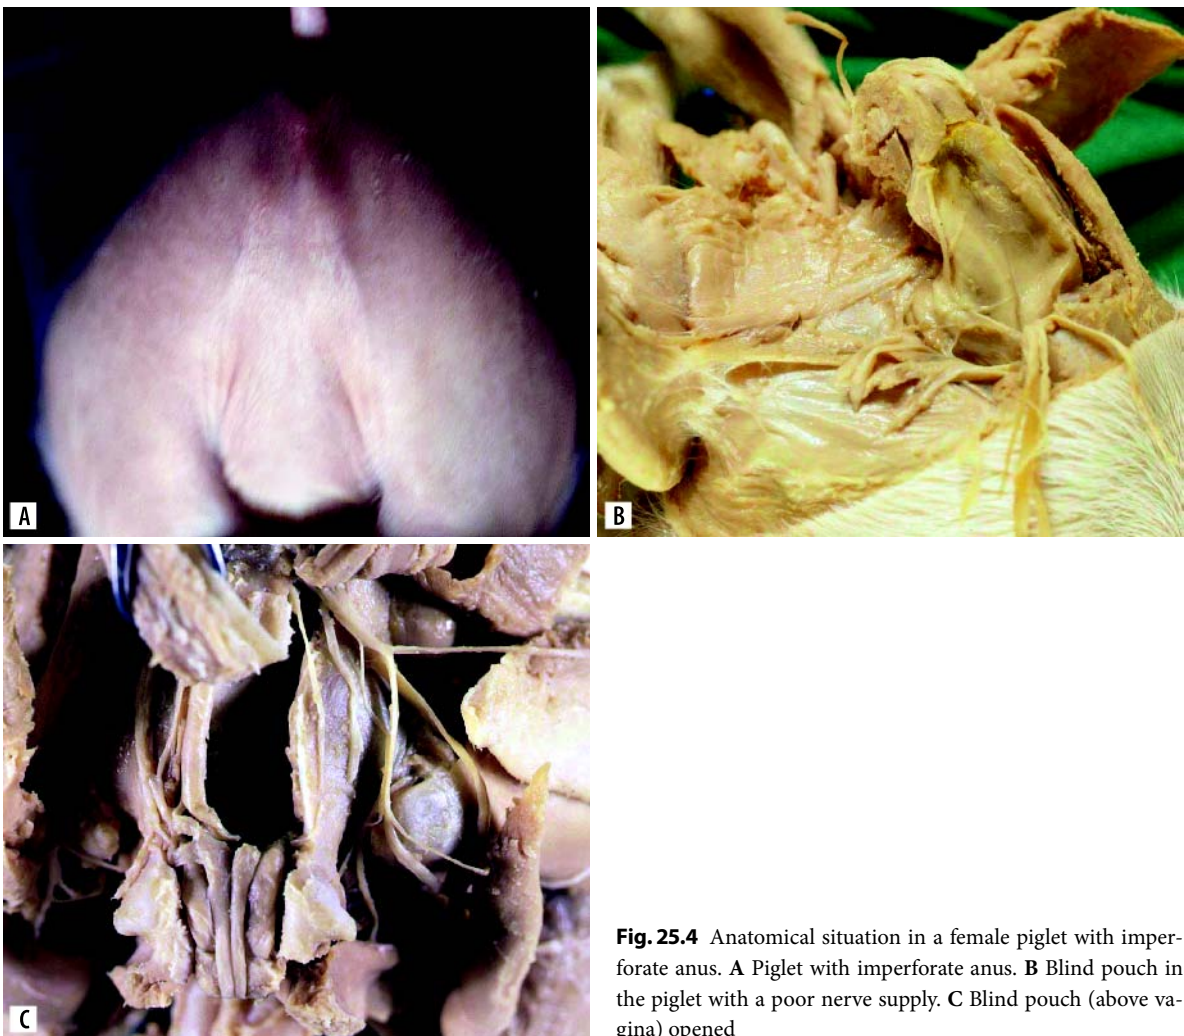 A
B
C
Fig. 25.4 Anatomical situation in a female piglet with imper-
forate anus. A Piglet with imperforate anus. B Blind pouch in
the piglet with a poor nerve supply. C Blind pouch (above va-
gina) opened